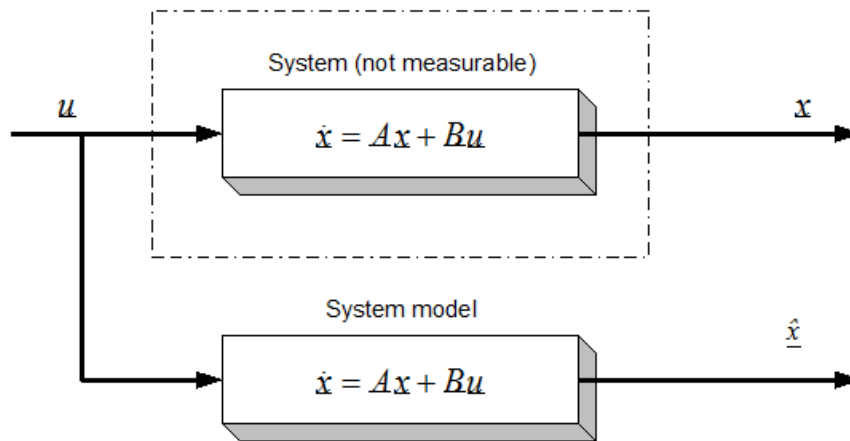 System (not measurable)
u
ẋ = Ax + Bu
x
System model
x̂
ẋ = Ax + Bu